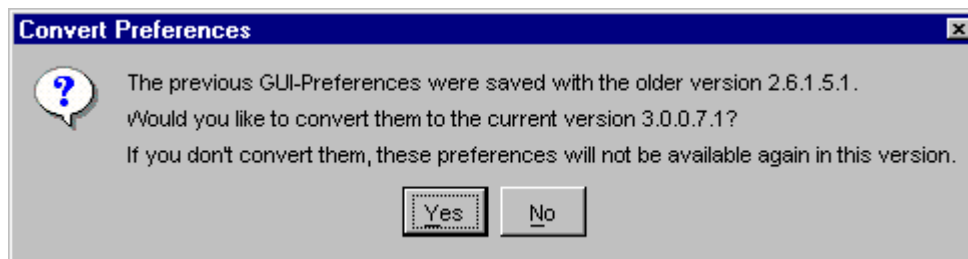 Convert Preferences
The previous GUI-Preferences were saved with the older version 2.6.1.5.1.
Would you like to convert them to the current version 3.0.0.7.1?
If you don't convert them, these preferences will not be available again in this version.
Yes No